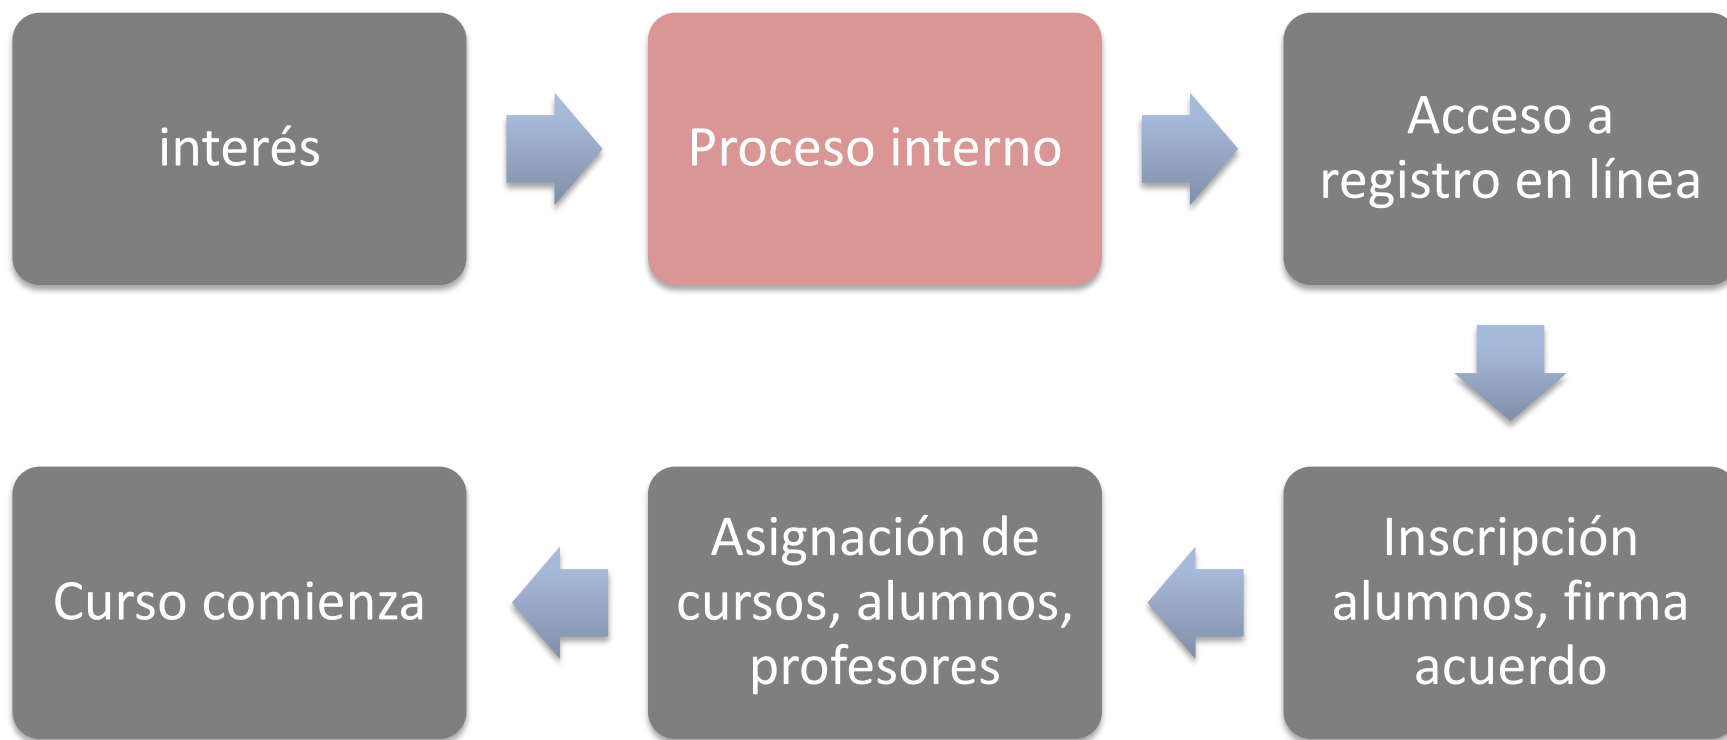 interés
Proceso interno
Acceso a
registro en línea
Inscripción
alumnos, firma
acuerdo
Asignación de
cursos, alumnos,
profesores
Curso comienza